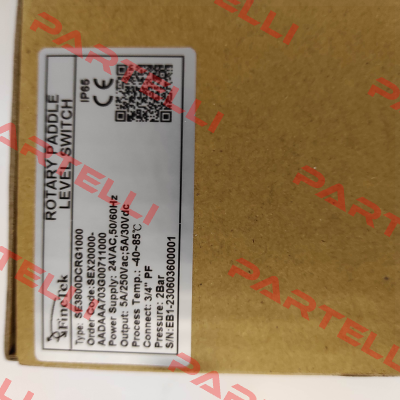 FineTek
ROTARY PADDLE
LEVEL SWITCH
IP65
CE
Type: SE3800DCRG1000
Order Code: SEX20000-
AADAAA703G00711000
Power Supply: 24VAC,50/60Hz
Output: 5A/250Vac;5A/30Vdc
Process Temp.: -40~85℃
Connect: 3/4" PF
Pressure: 2Bar
S/N:EB1-230603600001
PARTELLI
PARTELLI
PARTELLI
PARTELLI
PARTELLI